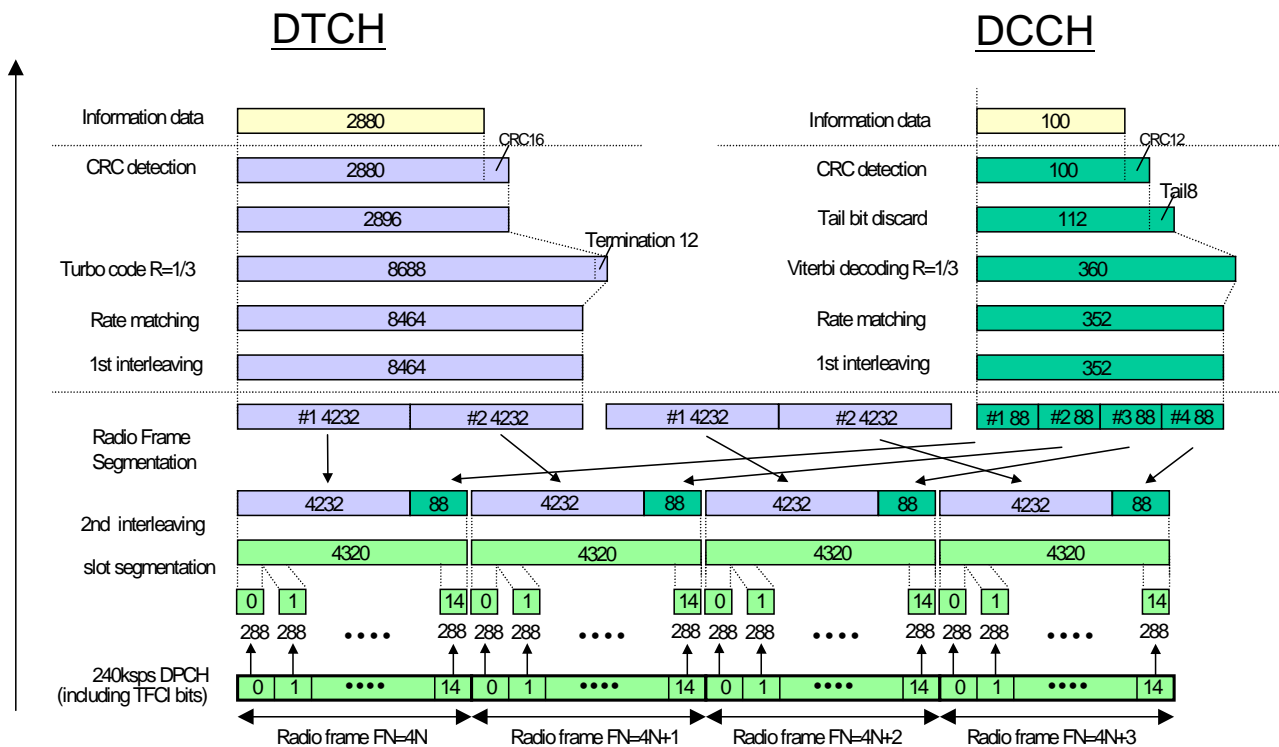 DTCH DCCH
Information data 2880 Information data 100
CRC16 CRC12
CRC detection 2880 CRC detection 100
Tail8
2896 Tail bit discard 112
Termination 12
Turbo code R=1/3 8688 Viterbi decoding R=1/3 360
Rate matching 8464 Rate matching 352
1st interleaving 8464 1st interleaving 352
#1 4232 #2 4232 #1 4232 #2 4232 #1 88 #2 88 #3 88 #4 88
Radio Frame
Segmentation
4232 88 4232 88 4232 88 4232 88
2nd interleaving
4320 4320 4320 4320
slot segmentation
0 1 14 0 1 14 0 1 14 0 1 14
288 288 •••• 288 288 288 •••• 288 288 288 •••• 288 288 288 •••• 288
240ksps DPCH
(including TFCI bits)
0 1 •••• 14 0 1 •••• 14 0 1 •••• 14 0 1 •••• 14
Radio frame FN=4N Radio frame FN=4N+1 Radio frame FN=4N+2 Radio frame FN=4N+3